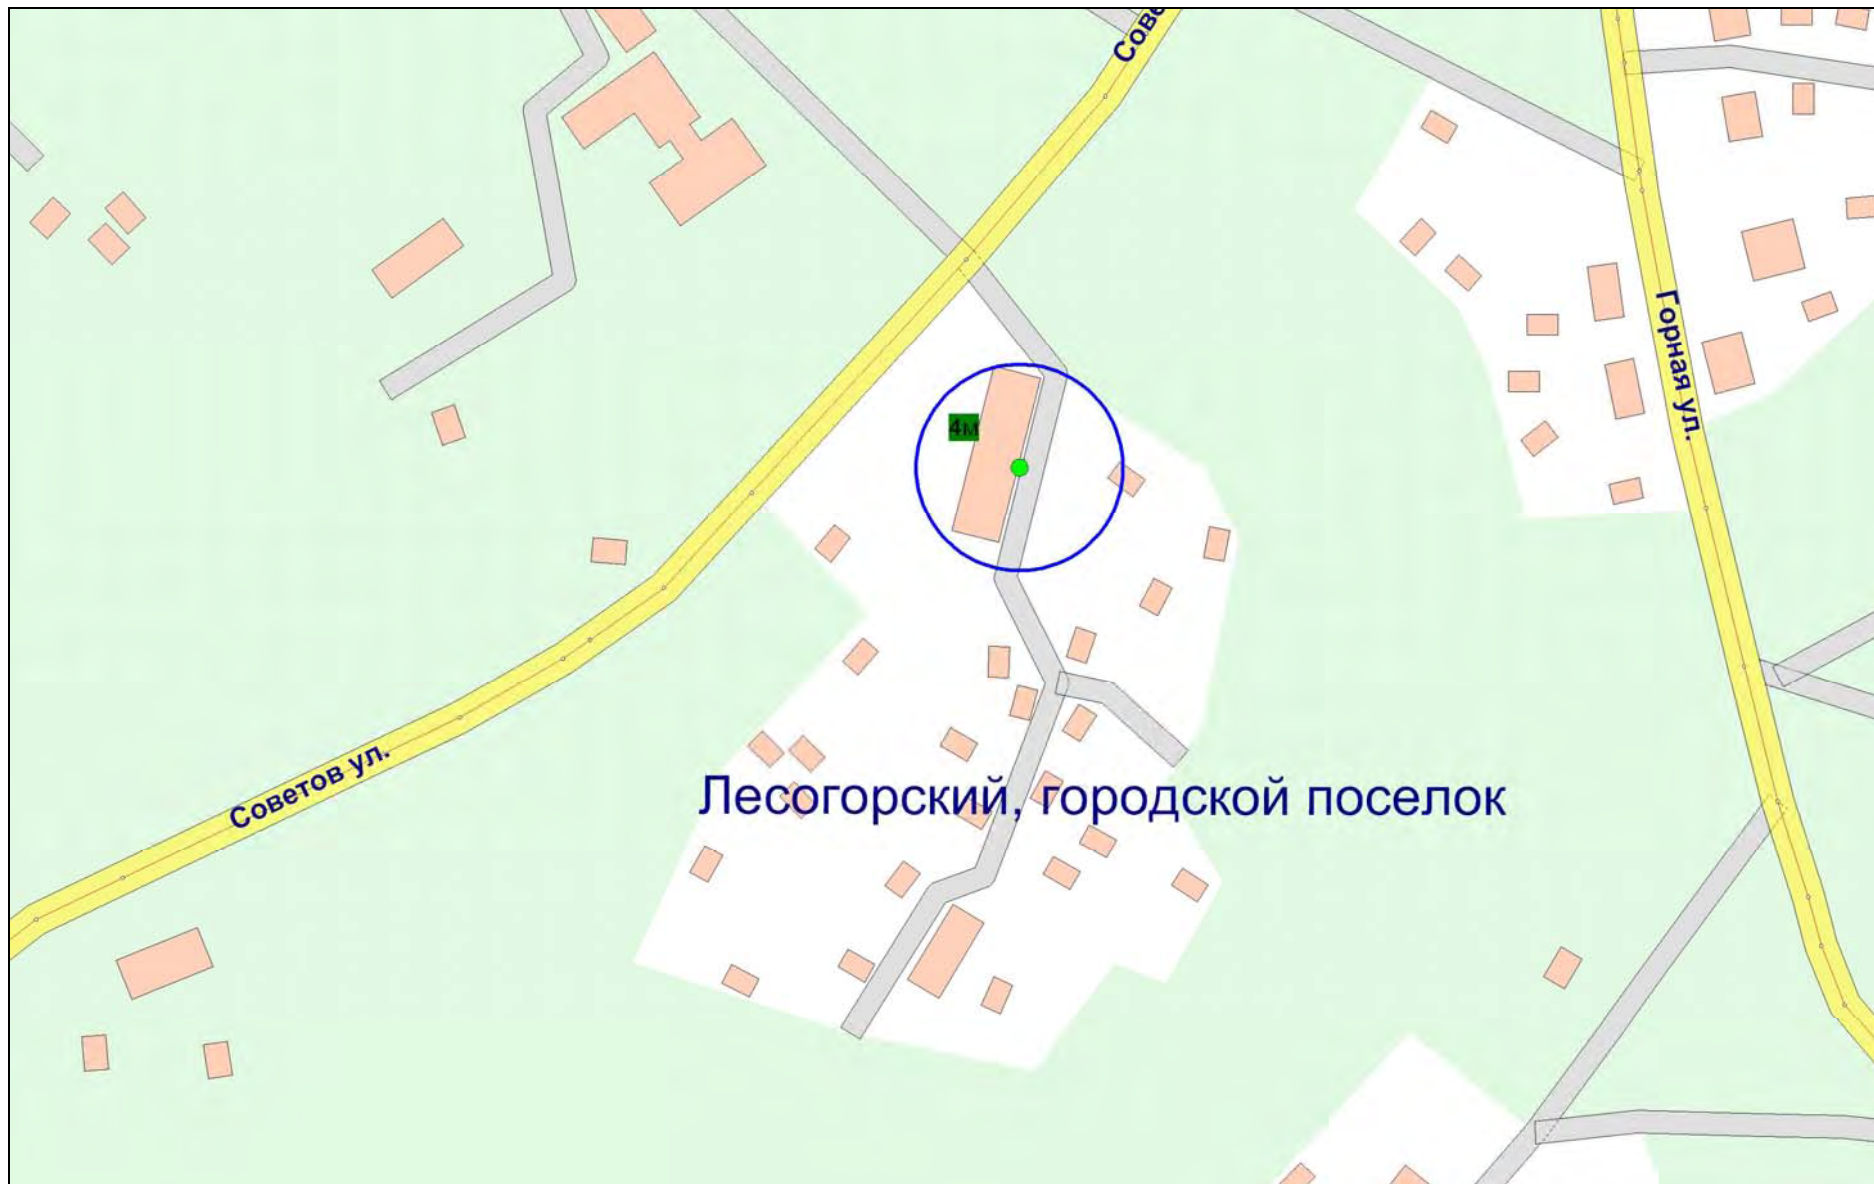 Сове
Горная ул.
4м
Советов ул.
Лесогорский, городской поселок